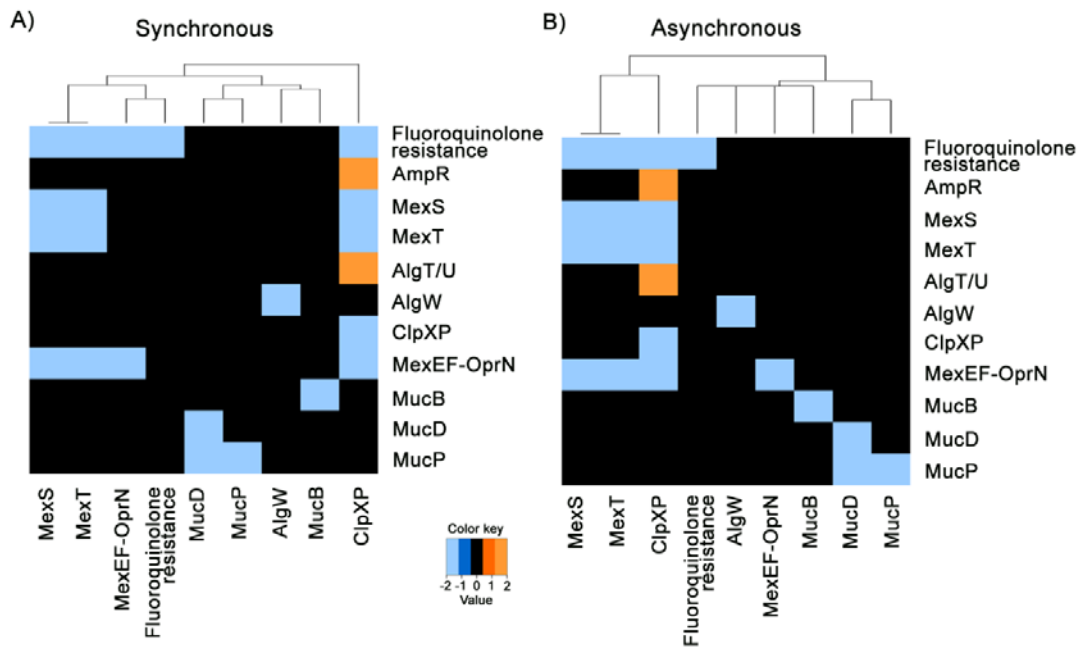 A)
Synchronous
Fluoroquinolone
resistance
AmpR
MexS
MexT
AlgT/U
AlgW
ClpXP
MexEF-OprN
MucB
MucD
MucP
MexS
MexT
MexEF-OprN
Fluoroquinolone
resistance
MucD
MucP
AlgW
MucB
ClpXP
Color key
-2 -1 0 1 2
Value
B)
Asynchronous
Fluoroquinolone
resistance
AmpR
MexS
MexT
AlgT/U
AlgW
ClpXP
MexEF-OprN
MucB
MucD
MucP
MexS
MexT
ClpXP
Fluoroquinolone
resistance
AlgW
MexEF-OprN
MucB
MucD
MucP